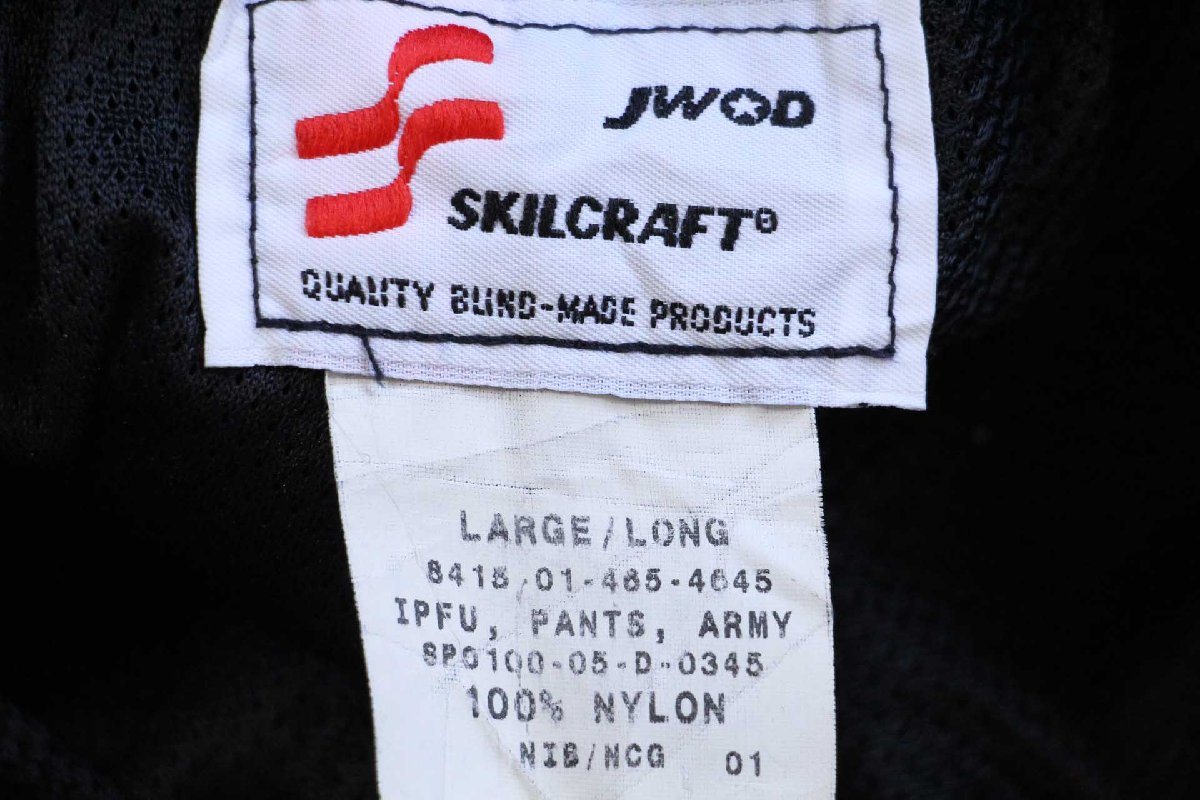 JWOD
SKILCRAFT®
QUALITY BLIND-MADE PRODUCTS
LARGE/LONG
8415-01-465-4645
IPFU, PANTS, ARMY
SP0100-05-D-0345
100% NYLON
NIB/NCG 01